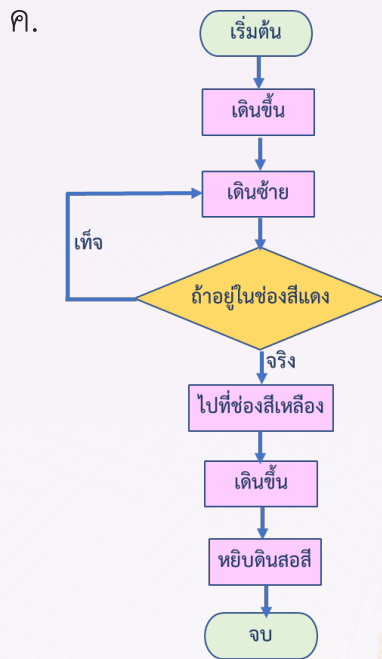 ค.
เริ่มต้น
เดินขึ้น
เดินซ้าย
เท็จ
ถ้าอยู่ในช่องสีแดง
จริง
ไปที่ช่องสีเหลือง
เดินขึ้น
หยิบดินสอสี
จบ